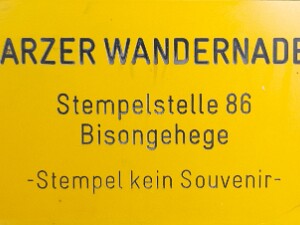 ARZER WANDERNADE
Stempelstelle 86
Bisongehege
-Stempel kein Souvenir-